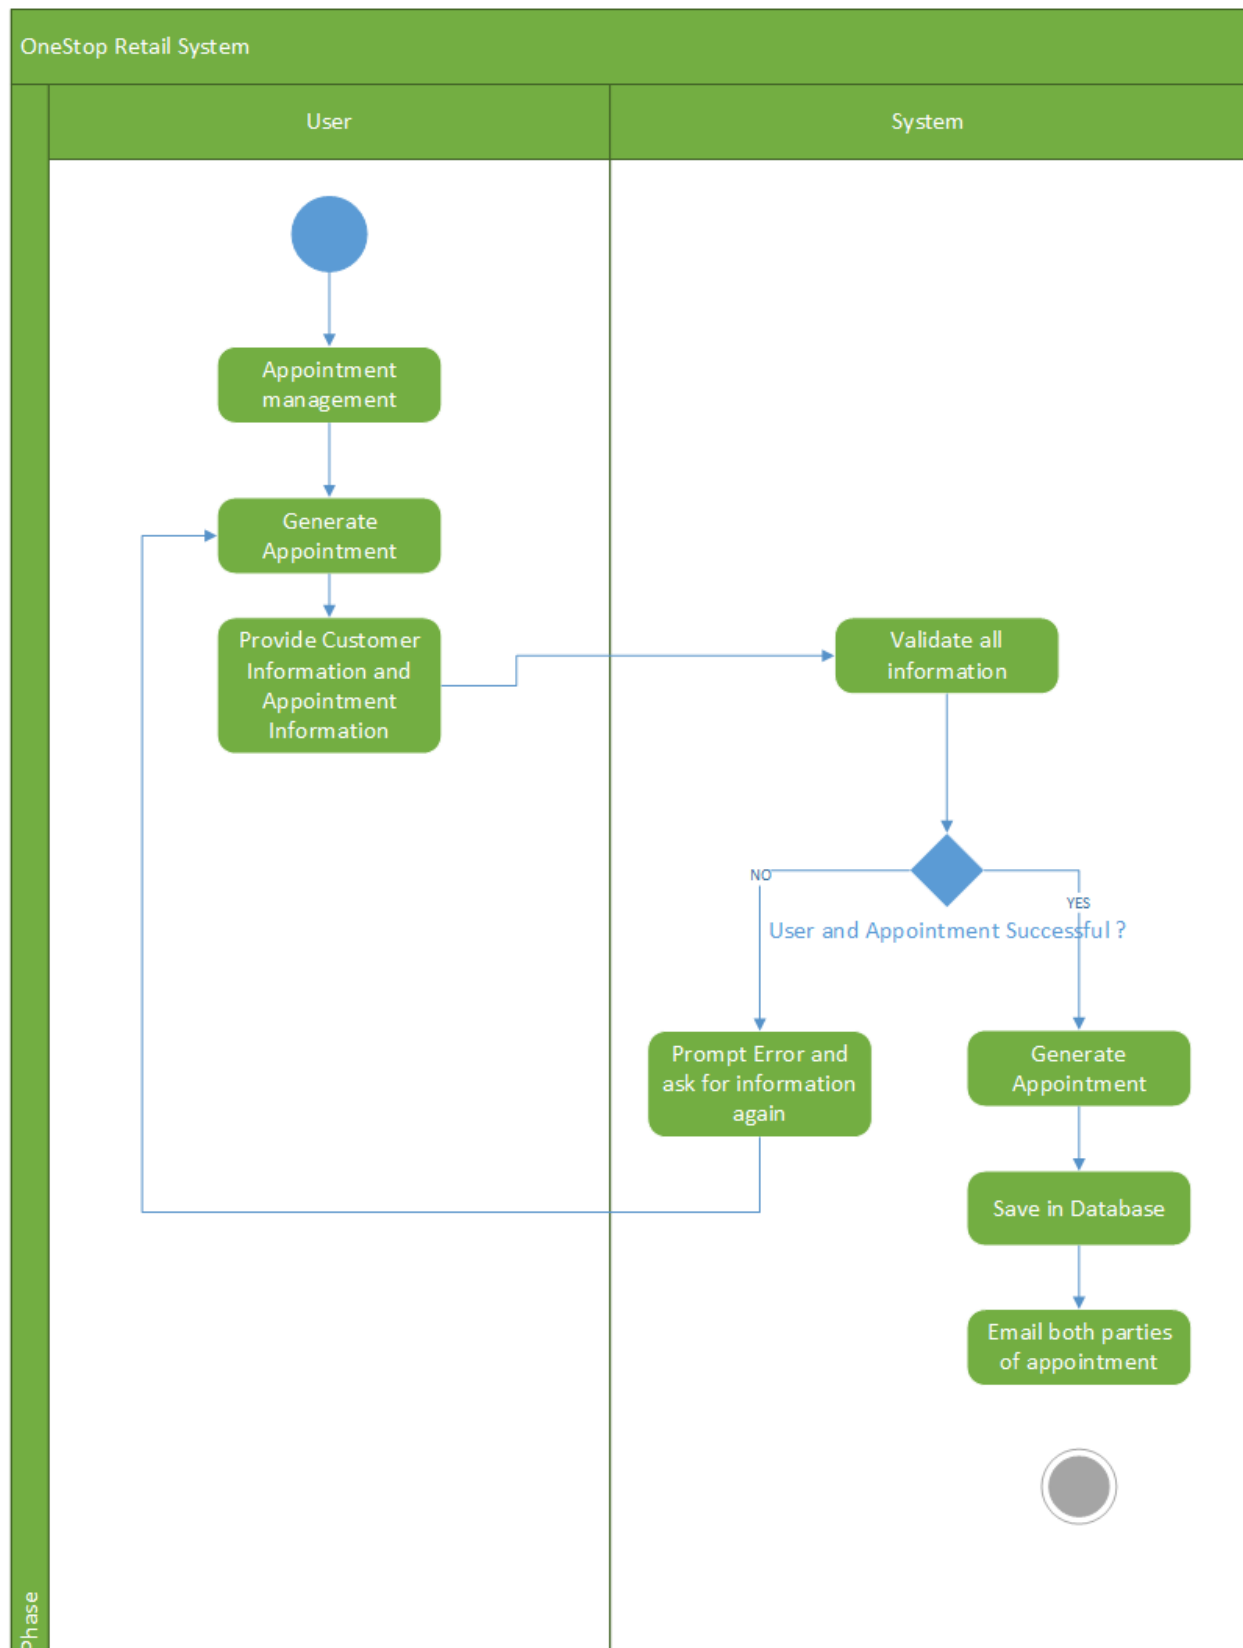 OneStop Retail System
User
System
Appointment
management
Generate
Appointment
Provide Customer
Information and
Appointment
Information
Validate all
information
NO
YES
User and Appointment Successful ?
Prompt Error and
ask for information
again
Generate
Appointment
Save in Database
Email both parties
of appointment
Phase